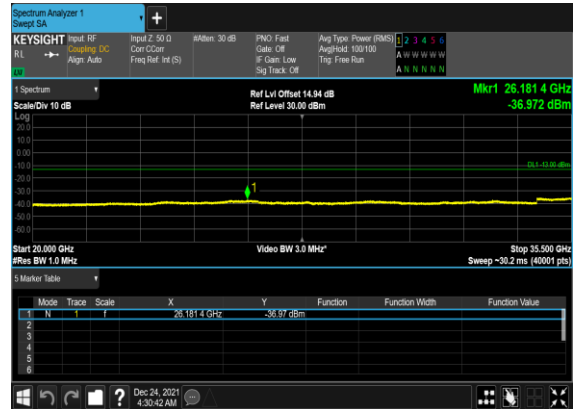 Spectrum Analyzer 1
Swept SA
+
KEYSIGHT Input: RF Input Z: 50 Ω #Atten: 30 dB PNO: Fast Avg Type: Power (RMS) 1 2 3 4 5 6
RL Coupling: DC Corr CCorr Gate: Off Avg|Hold: 100/100 A W W W W W
Align: Auto Freq Ref: Int (S) IF Gain: Low Trig: Free Run
Sig Track: Off A N N N N N
1 Spectrum
Ref Lvl Offset 14.94 dB Mkr1 26.181 4 GHz
Scale/Div 10 dB Ref Level 30.00 dBm -36.972 dBm
Log
20.0
10.0
0.00
-10.0
DL1 -13.00 dBm
-20.0
-30.0
1
-40.0
-50.0
-60.0
Start 20.000 GHz Video BW 3.0 MHz* Stop 35.500 GHz
#Res BW 1.0 MHz Sweep ~30.2 ms (40001 pts)
5 Marker Table
Mode Trace Scale X Y Function Function Width Function Value
1 N 1 f 26.181 4 GHz -36.97 dBm
2
3
4
5
6
? Dec 24, 2021
4:30:42 AM